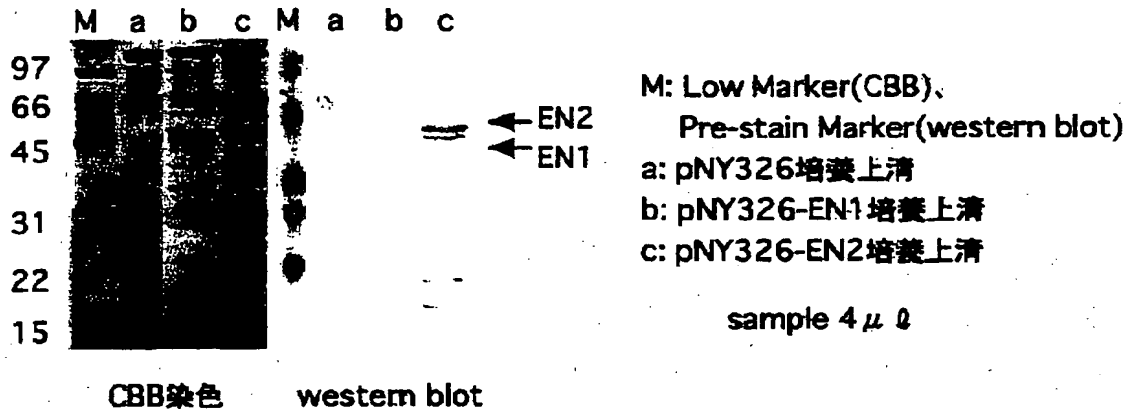 M a b c M a b c
97
66
45
31
22
15
EN2
EN1
CBB染色 western blot
M: Low Marker(CBB)、
Pre-stain Marker(western blot)
a: pNY326培養上清
b: pNY326-EN1培養上清
c: pNY326-EN2培養上清
sample 4μℓ